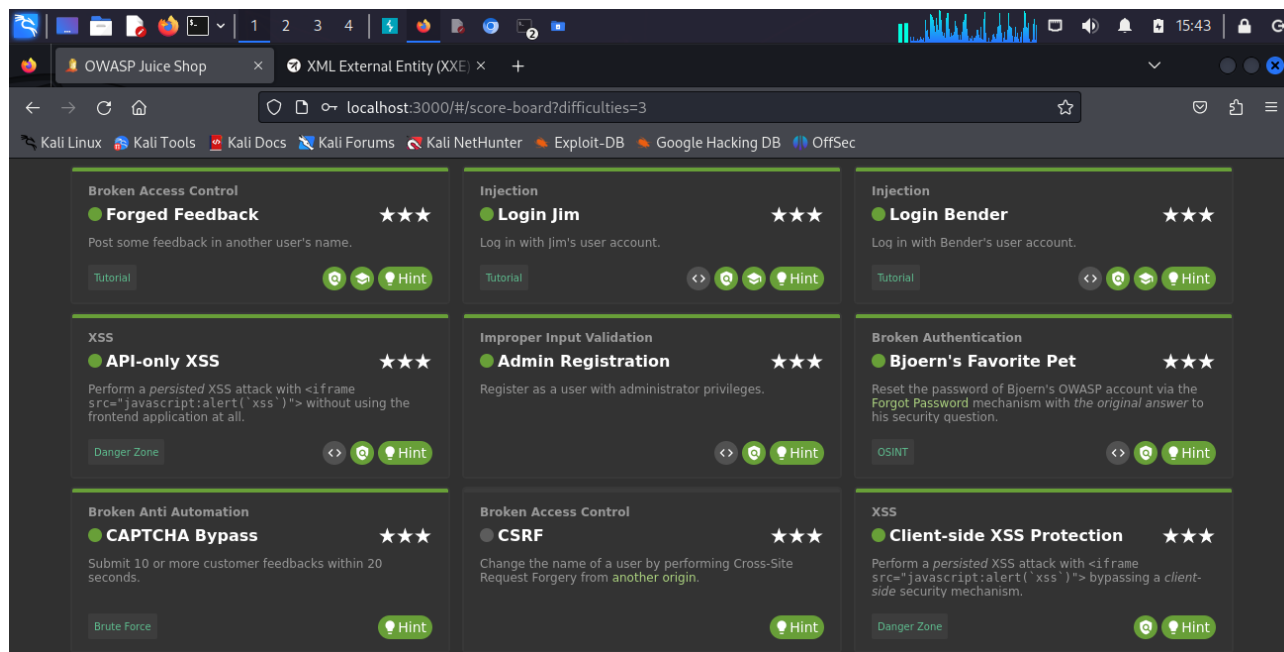 1 2 3 4 2 15:43
OWASP Juice Shop × XML External Entity (XXE) × +
localhost:3000/#/score-board?difficulties=3
Kali Linux Kali Tools Kali Docs Kali Forums Kali NetHunter Exploit-DB Google Hacking DB OffSec
Broken Access Control
Forged Feedback ★★★
Post some feedback in another user's name.
Tutorial Hint
Injection
Login Jim ★★★
Log in with Jim's user account.
Tutorial <> Hint
Injection
Login Bender ★★★
Log in with Bender's user account.
Tutorial <> Hint
XSS
API-only XSS ★★★
Perform a persisted XSS attack with <iframe
src="javascript:alert(`xss`)"> without using the
frontend application at all.
Danger Zone <> Hint
Improper Input Validation
Admin Registration ★★★
Register as a user with administrator privileges.
<> Hint
Broken Authentication
Bjoern's Favorite Pet ★★★
Reset the password of Bjoern's OWASP account via the
Forgot Password mechanism with the original answer to
his security question.
OSINT <> Hint
Broken Anti Automation
CAPTCHA Bypass ★★★
Submit 10 or more customer feedbacks within 20
seconds.
Brute Force Hint
Broken Access Control
CSRF ★★★
Change the name of a user by performing Cross-Site
Request Forgery from another origin.
Hint
XSS
Client-side XSS Protection ★★★
Perform a persisted XSS attack with <iframe
src="javascript:alert(`xss`)"> bypassing a client-
side security mechanism.
Danger Zone Hint